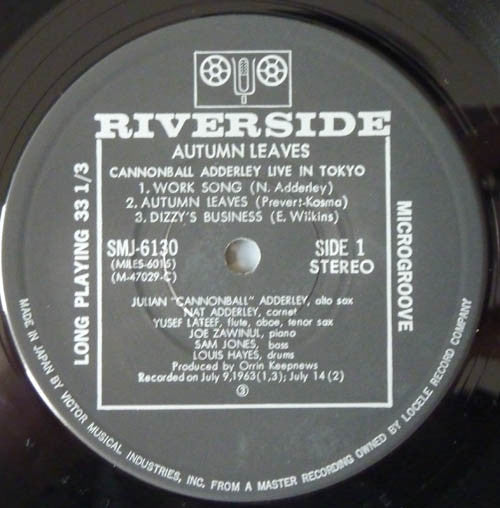 RIVERSIDE
AUTUMN LEAVES
CANNONBALL ADDERLEY LIVE IN TOKYO
1. WORK SONG (N. Adderley)
2. AUTUMN LEAVES (Prevert-Kosma)
3. DIZZY'S BUSINESS (E. Wilkins)
SMJ-6130
(MILES-6015)
(M-47029-C)
SIDE 1
STEREO
LONG PLAYING 33 1/3
MICROGROOVE
JULIAN "CANNONBALL" ADDERLEY, alto sax
NAT ADDERLEY, cornet
YUSEF LATEEF, flute, oboe, tenor sax
JOE ZAWINUL, piano
SAM JONES, bass
LOUIS HAYES, drums
Produced by Orrin Keepnews
Recorded on July 9,1963(1,3); July 14 (2)
③
MADE IN JAPAN BY VICTOR MUSICAL INDUSTRIES, INC. FROM A MASTER RECORDING OWNED BY LOCELE RECORD COMPANY